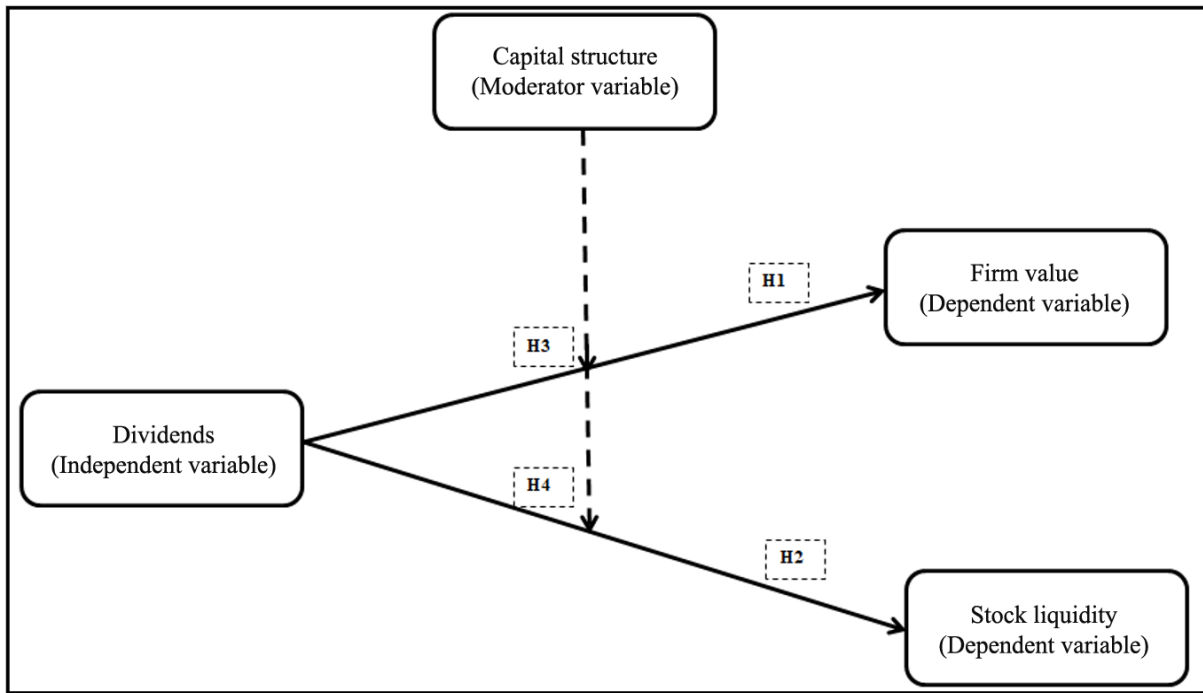 Capital structure
(Moderator variable)
H1
Firm value
(Dependent variable)
H3
Dividends
(Independent variable)
H4
H2
Stock liquidity
(Dependent variable)